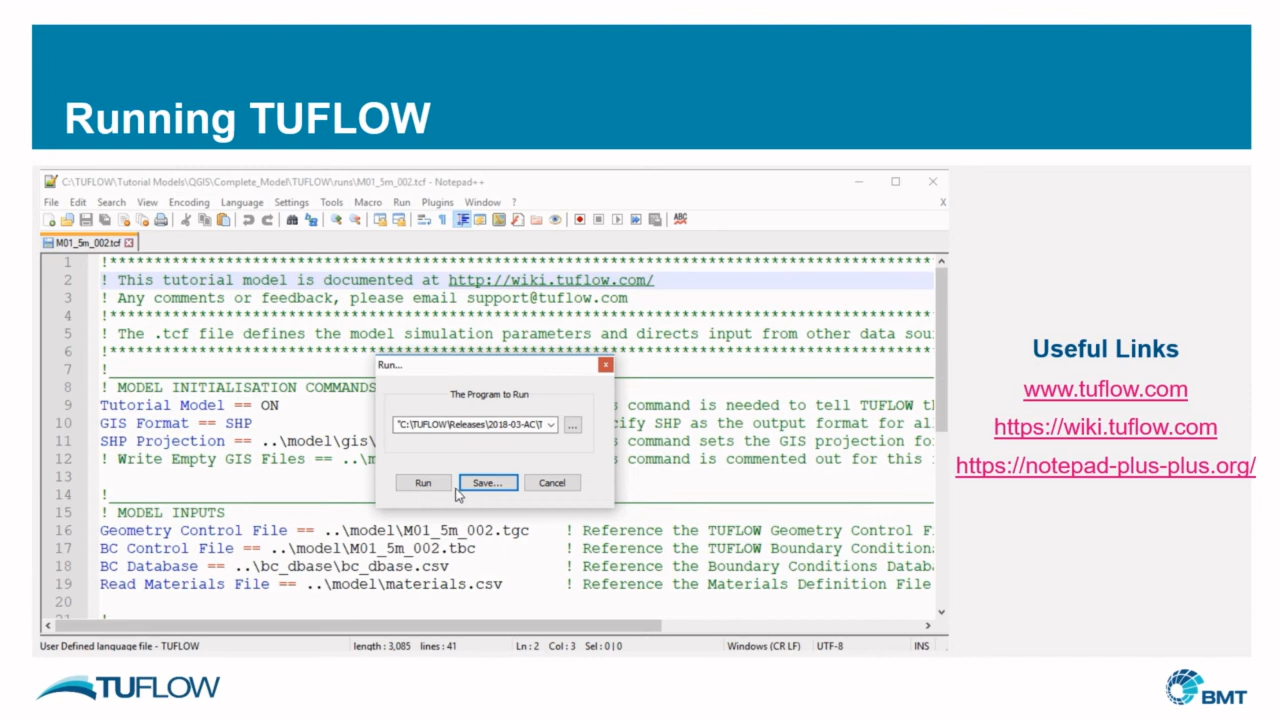 Running TUFLOW
C:\TUFLOW\Tutorial Models\QGIS\Complete_Model\TUFLOW\runs\M01_5m_002.tcf - Notepad++
File Edit Search View Encoding Language Settings Tools Macro Run Plugins Window ? X
M01_5m_002.tcf
1 !*********************************************************************************************
2 ! This tutorial model is documented at http://wiki.tuflow.com/
3 ! Any comments or feedback, please email support@tuflow.com
4 !*********************************************************************************************
5 ! The .tcf file defines the model simulation parameters and directs input from other data sou
6 !*********************************************************************************************
7 !
8 ! MODEL INITIALISATION COMMANDS
9 Tutorial Model == ON s command is needed to tell TUFLOW th
10 GIS Format == SHP cify SHP as the output format for al
11 SHP Projection == ..\model\gis\ s command sets the GIS projection fo
12 ! Write Empty GIS Files == ..\m s command is commented out for this
13
14 !
15 ! MODEL INPUTS
16 Geometry Control File == ..\model\M01_5m_002.tgc ! Reference the TUFLOW Geometry Control F
17 BC Control File == ..\model\M01_5m_002.tbc ! Reference the TUFLOW Boundary Condition
18 BC Database == ..\bc_dbase\bc_dbase.csv ! Reference the Boundary Conditions Datab
19 Read Materials File == ..\model\materials.csv ! Reference the Materials Definition File
20
21 !
Run...
The Program to Run
"C:\TUFLOW\Releases\2018-03-AC\T ...
Run Save... Cancel
User Defined language file - TUFLOW length : 3,085 lines : 41 Ln : 2 Col : 3 Sel : 0 | 0 Windows (CR LF) UTF-8 INS
Useful Links
www.tuflow.com
https://wiki.tuflow.com
https://notepad-plus-plus.org/
TUFLOW
BMT